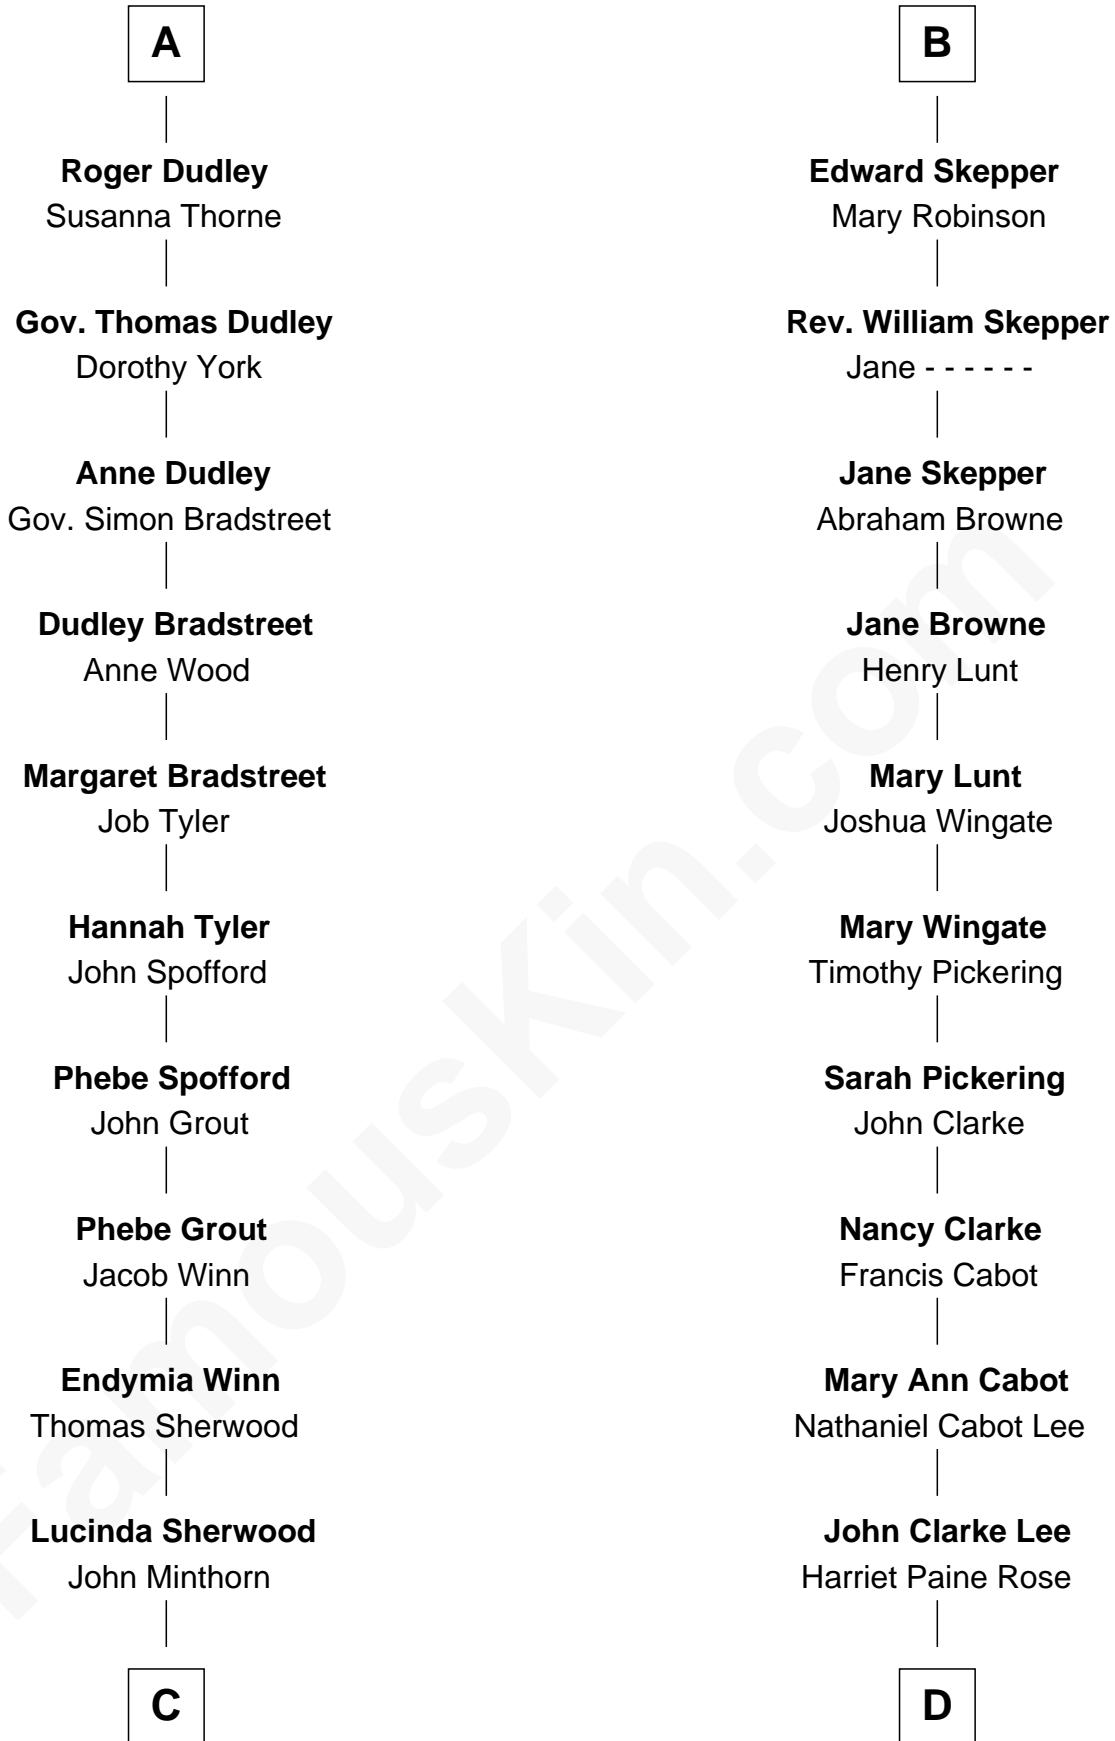 A
Roger Dudley
Susanna Thorne
Gov. Thomas Dudley
Dorothy York
Anne Dudley
Gov. Simon Bradstreet
Dudley Bradstreet
Anne Wood
Margaret Bradstreet
Job Tyler
Hannah Tyler
John Spofford
Phebe Spofford
John Grout
Phebe Grout
Jacob Winn
Endymia Winn
Thomas Sherwood
Lucinda Sherwood
John Minthorn
C
B
Edward Skepper
Mary Robinson
Rev. William Skepper
Jane - - - - - -
Jane Skepper
Abraham Browne
Jane Browne
Henry Lunt
Mary Lunt
Joshua Wingate
Mary Wingate
Timothy Pickering
Sarah Pickering
John Clarke
Nancy Clarke
Francis Cabot
Mary Ann Cabot
Nathaniel Cabot Lee
John Clarke Lee
Harriet Paine Rose
D
FamousKin.com